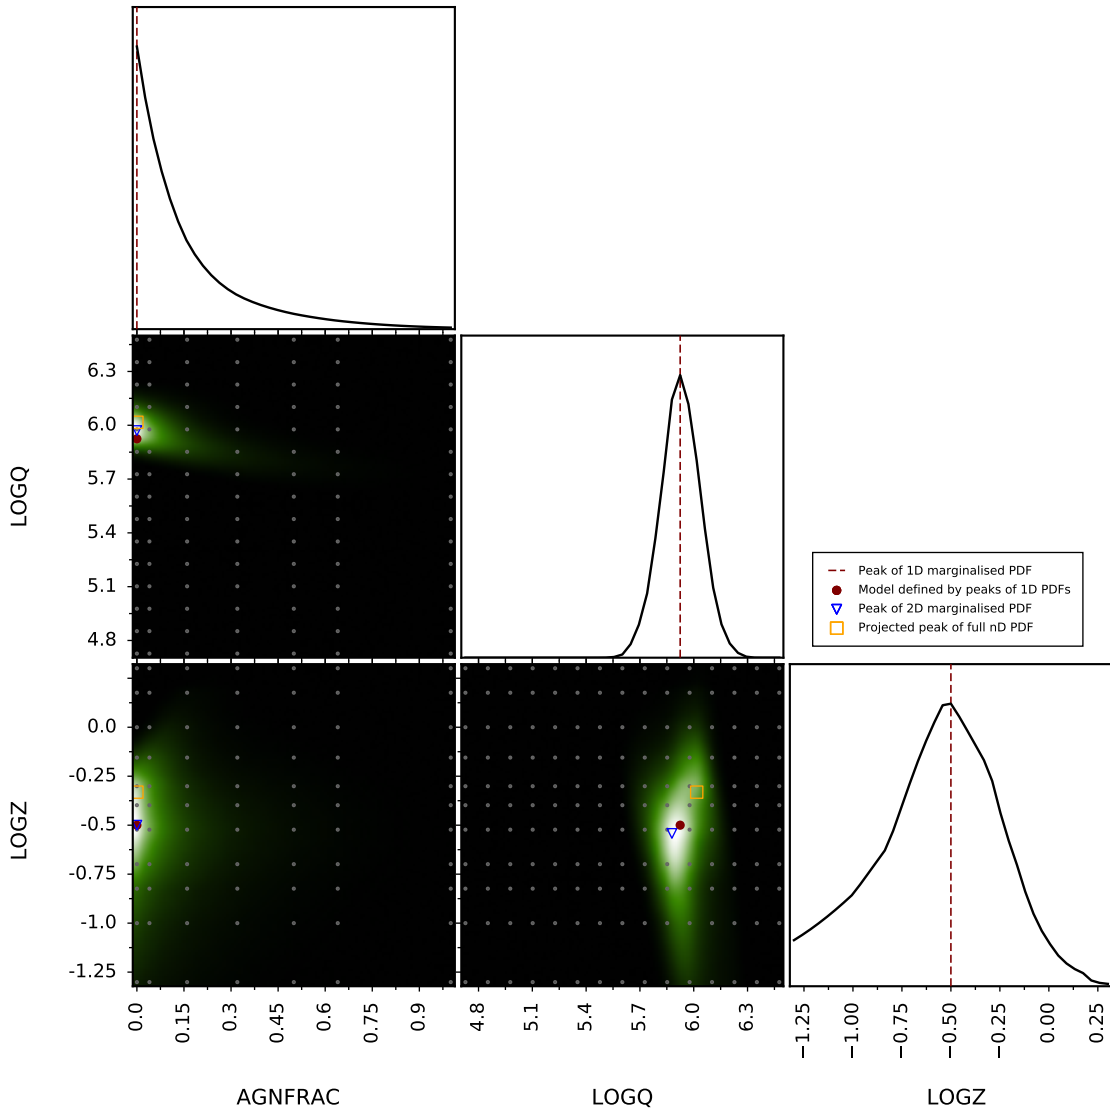 LOGQ
6.3
6.0
5.7
5.4
5.1
4.8
Peak of 1D marginalised PDF
Model defined by peaks of 1D PDFs
Peak of 2D marginalised PDF
Projected peak of full nD PDF
LOGZ
0.0
-0.25
-0.5
-0.75
-1.0
-1.25
0.0 0.15 0.3 0.45 0.6 0.75 0.9
4.8 5.1 5.4 5.7 6.0 6.3
−1.25 −1.00 −0.75 −0.50 −0.25 0.00 0.25
AGNFRAC LOGQ LOGZ